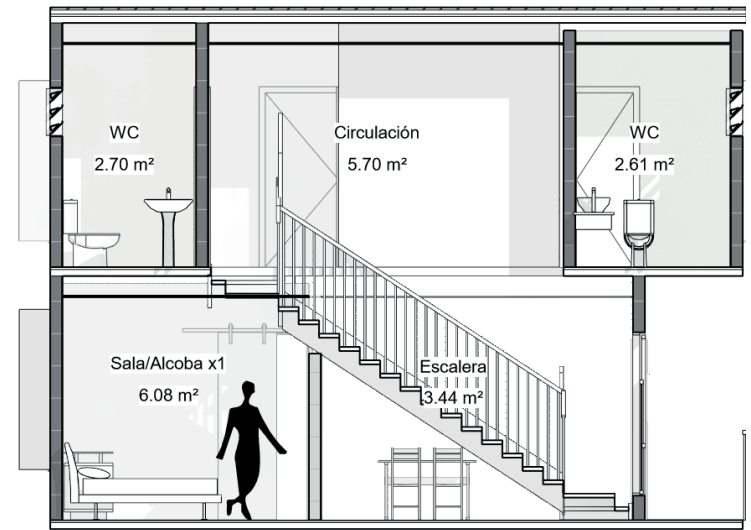 WC
2.70 m²
Circulación
5.70 m²
WC
2.61 m²
Sala/Alcoba x1
6.08 m²
Escalera
3.44 m²